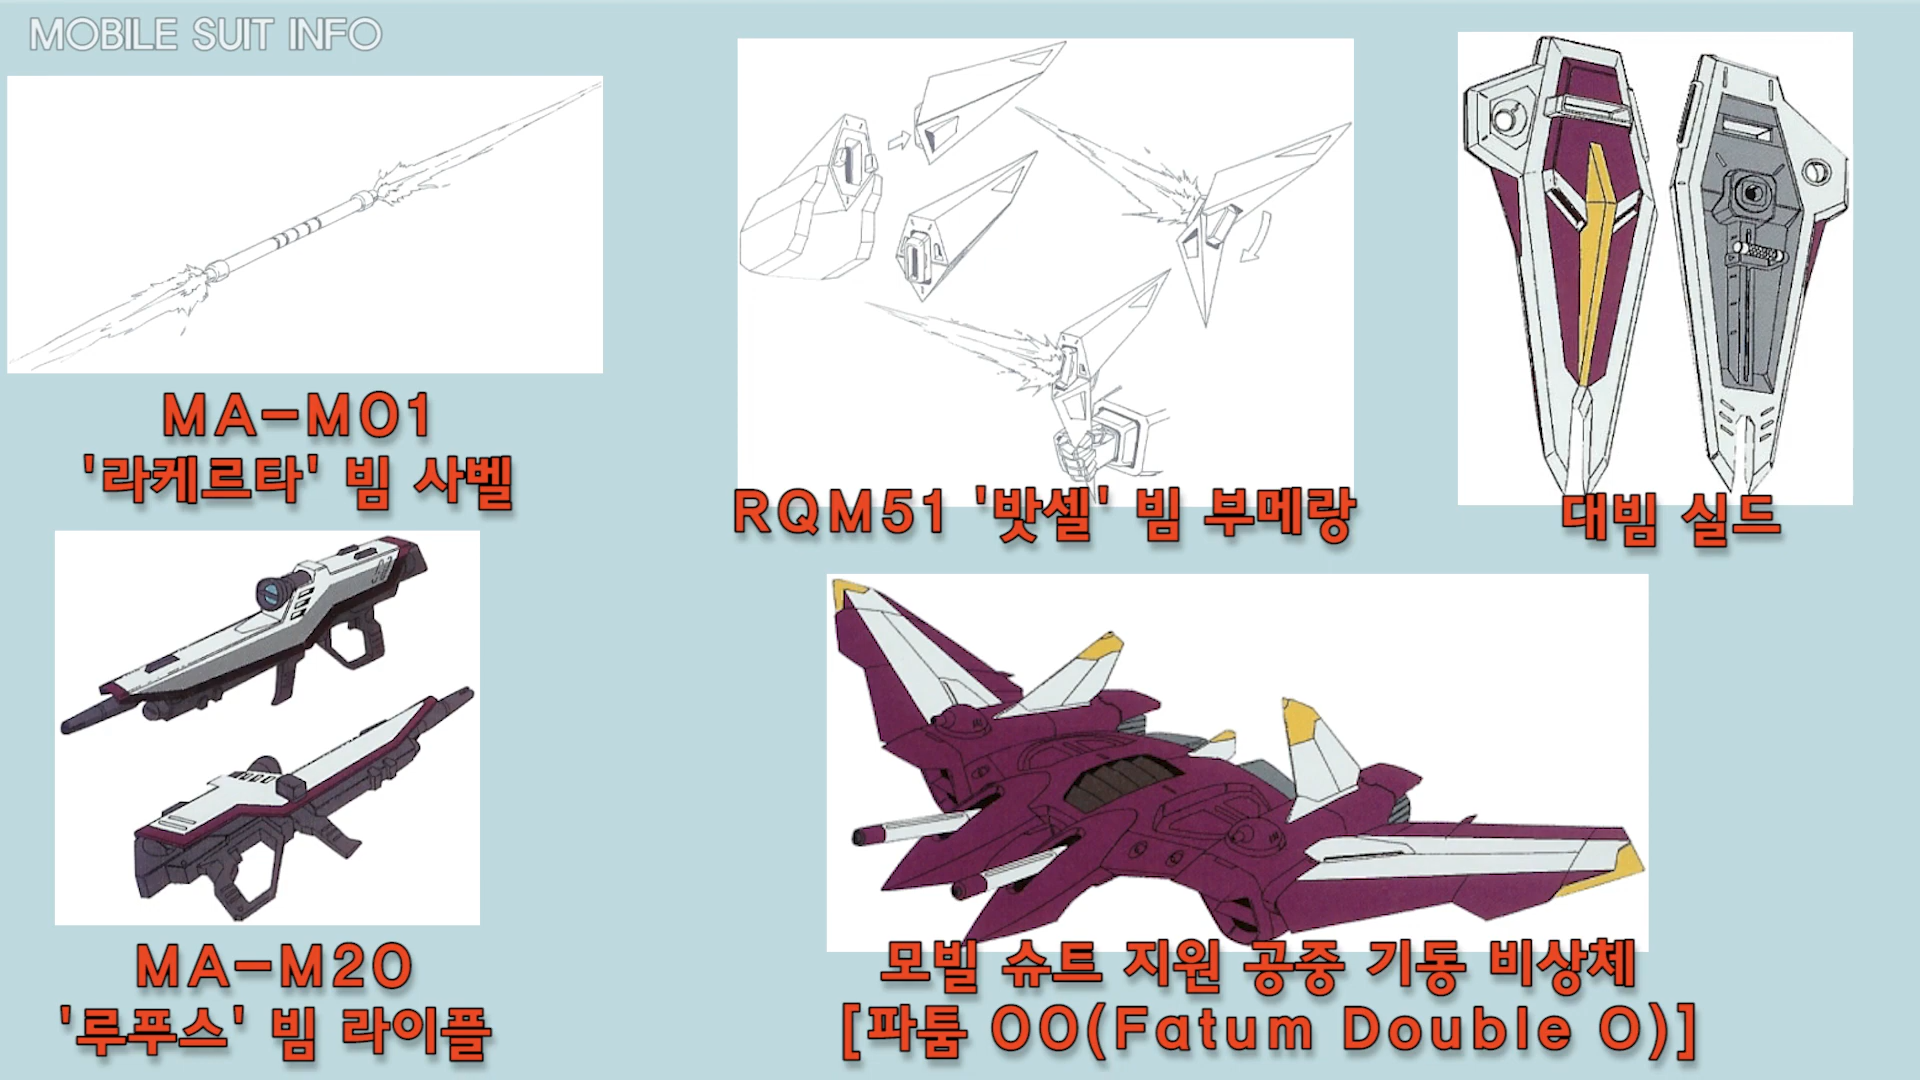 MOBILE SUIT INFO
MA-M01
'라케르타' 빔 사벨
RQM51 '밧셀' 빔 부메랑
대빔 실드
MA-M20
'루푸스' 빔 라이플
모빌 슈트 지원 공중 기동 비상체
[파툼 00(Fatum Double O)]